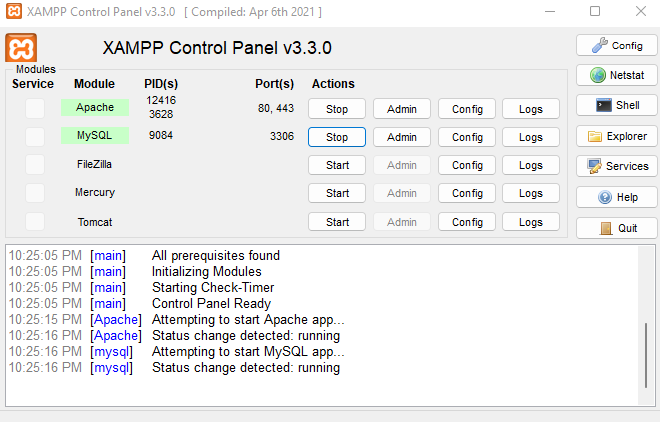 XAMPP Control Panel v3.3.0 [ Compiled: Apr 6th 2021 ]
XAMPP Control Panel v3.3.0
Config
Modules
Service Module PID(s) Port(s) Actions
Netstat
Apache 12416 3628 80, 443 Stop Admin Config Logs
Shell
MySQL 9084 3306 Stop Admin Config Logs
Explorer
FileZilla Start Admin Config Logs
Services
Mercury Start Admin Config Logs
Help
Tomcat Start Admin Config Logs
Quit
10:25:05 PM [main] All prerequisites found
10:25:05 PM [main] Initializing Modules
10:25:05 PM [main] Starting Check-Timer
10:25:05 PM [main] Control Panel Ready
10:25:15 PM [Apache] Attempting to start Apache app...
10:25:16 PM [Apache] Status change detected: running
10:25:16 PM [mysql] Attempting to start MySQL app...
10:25:16 PM [mysql] Status change detected: running